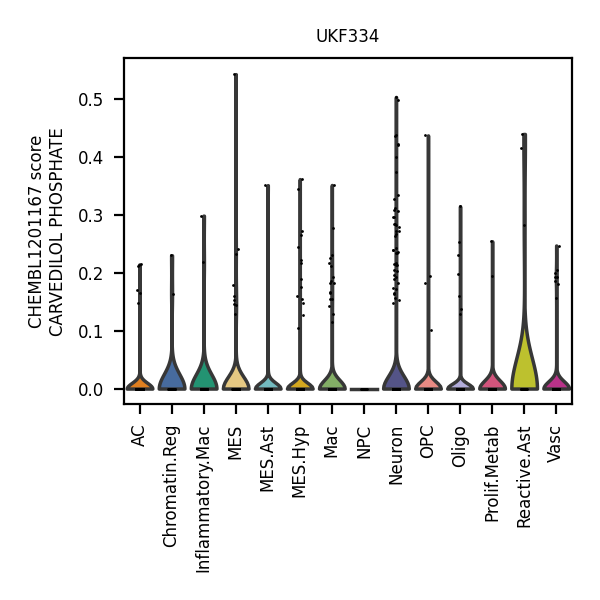 UKF334
CHEMBL1201167 score
CARVEDILOL PHOSPHATE
0.5
0.4
0.3
0.2
0.1
0.0
AC
Chromatin.Reg
Inflammatory.Mac
MES
MES.Ast
MES.Hyp
Mac
NPC
Neuron
OPC
Oligo
Prolif.Metab
Reactive.Ast
Vasc